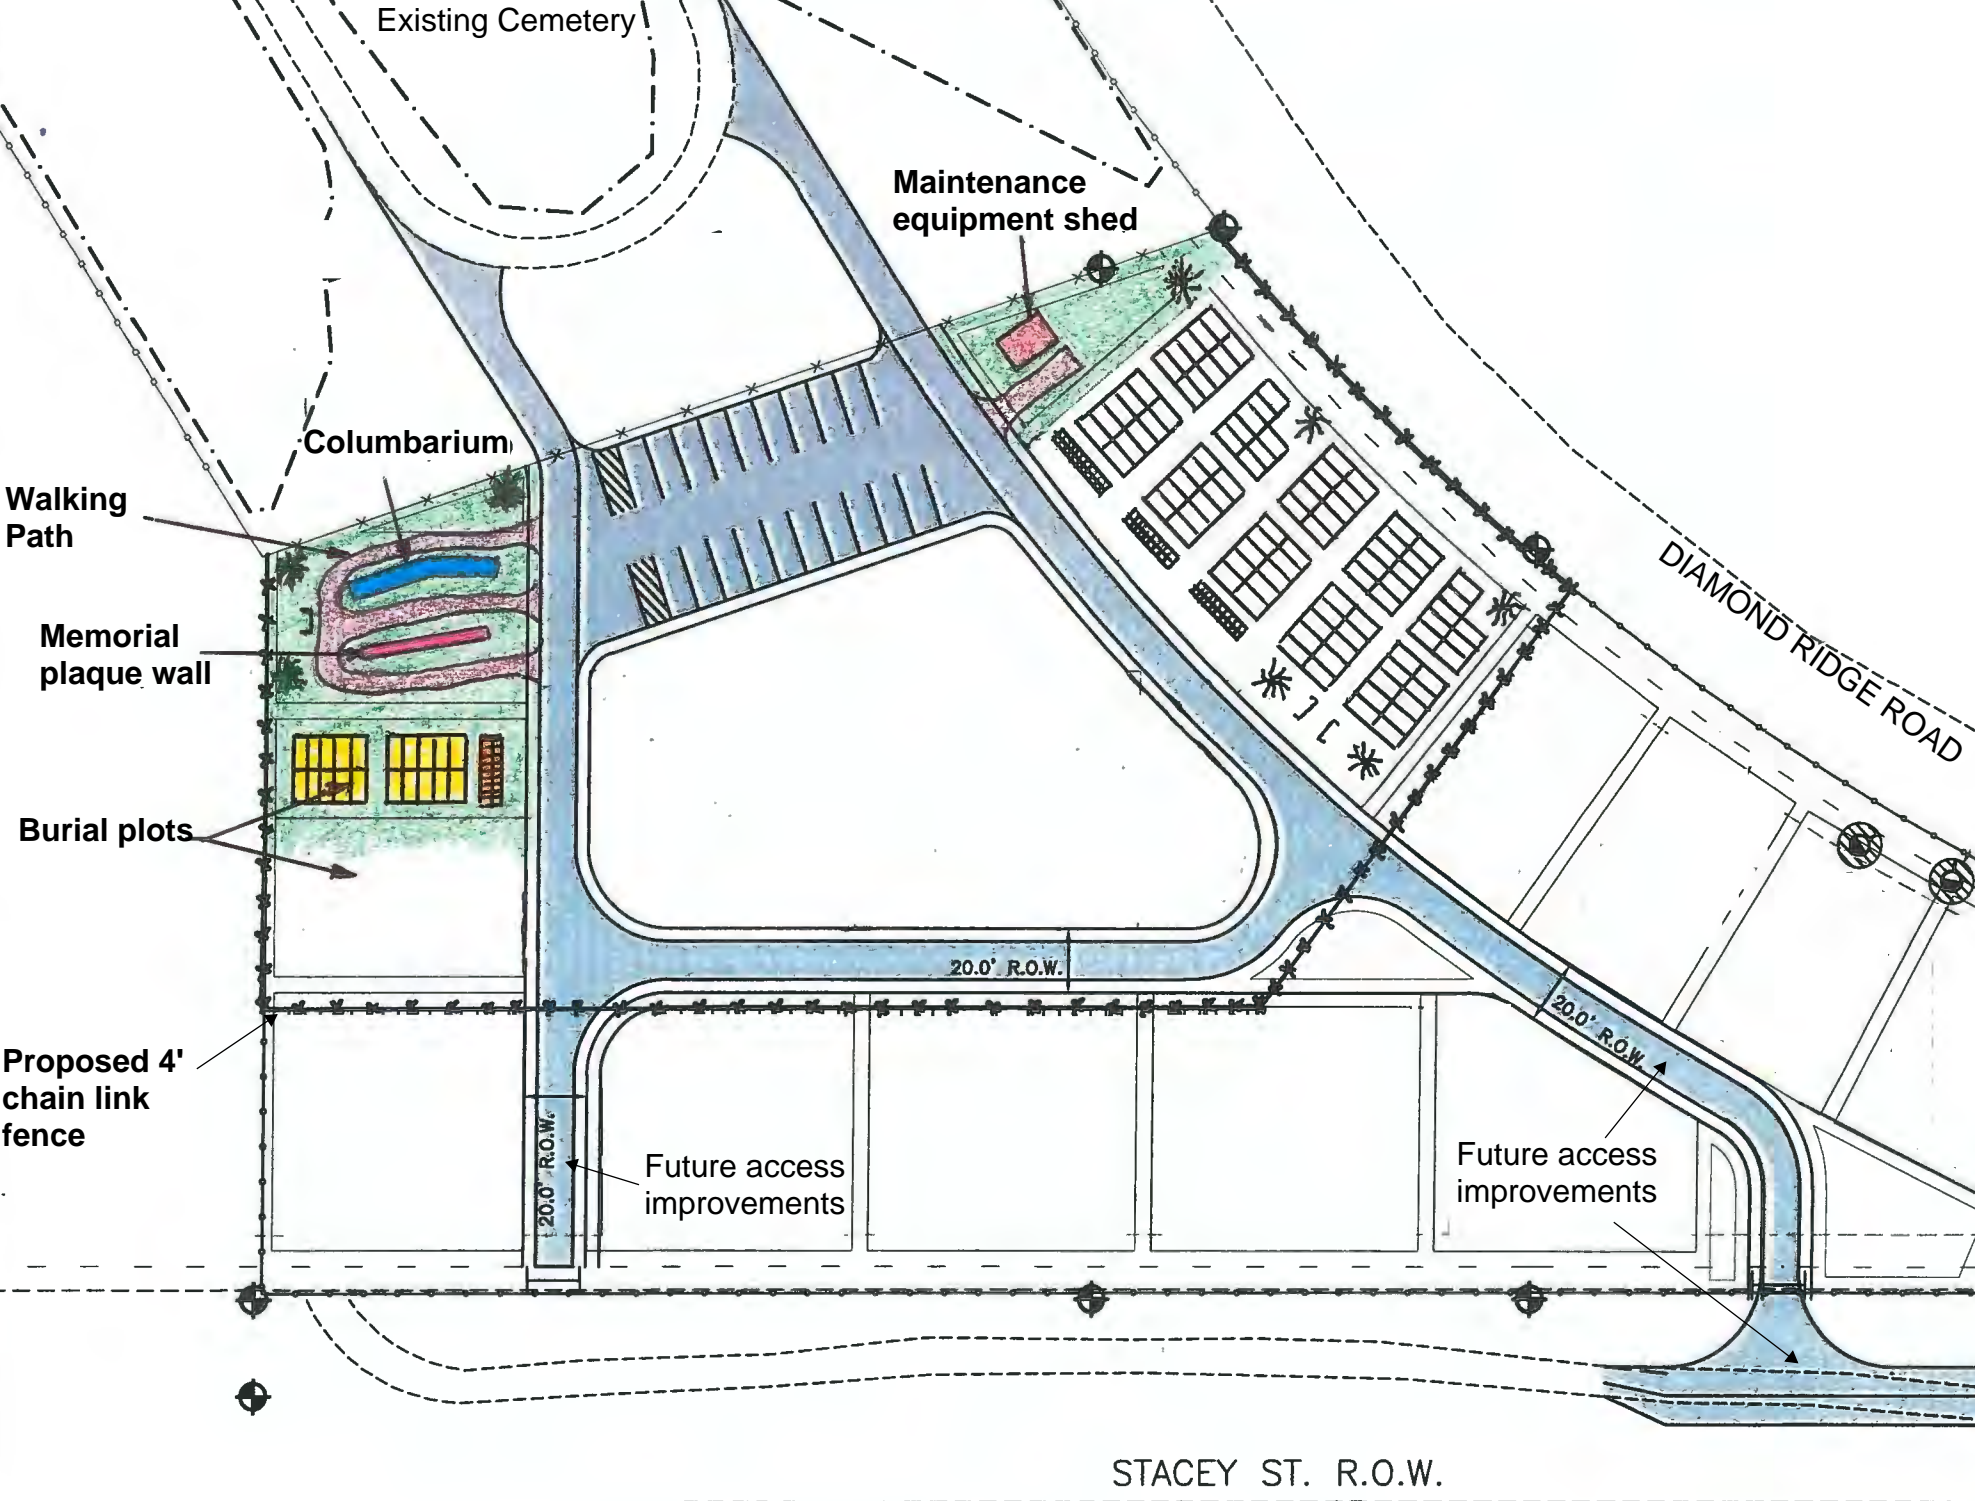 Existing Cemetery
Maintenance
equipment shed
Columbarium
Walking
Path
DIAMOND RIDGE ROAD
Memorial
plaque wall
Burial plots
20.0' R.O.W.
20.0' R.O.W.
Proposed 4'
chain link
fence
20.0' R.O.W.
Future access
improvements
Future access
improvements
STACEY ST. R.O.W.